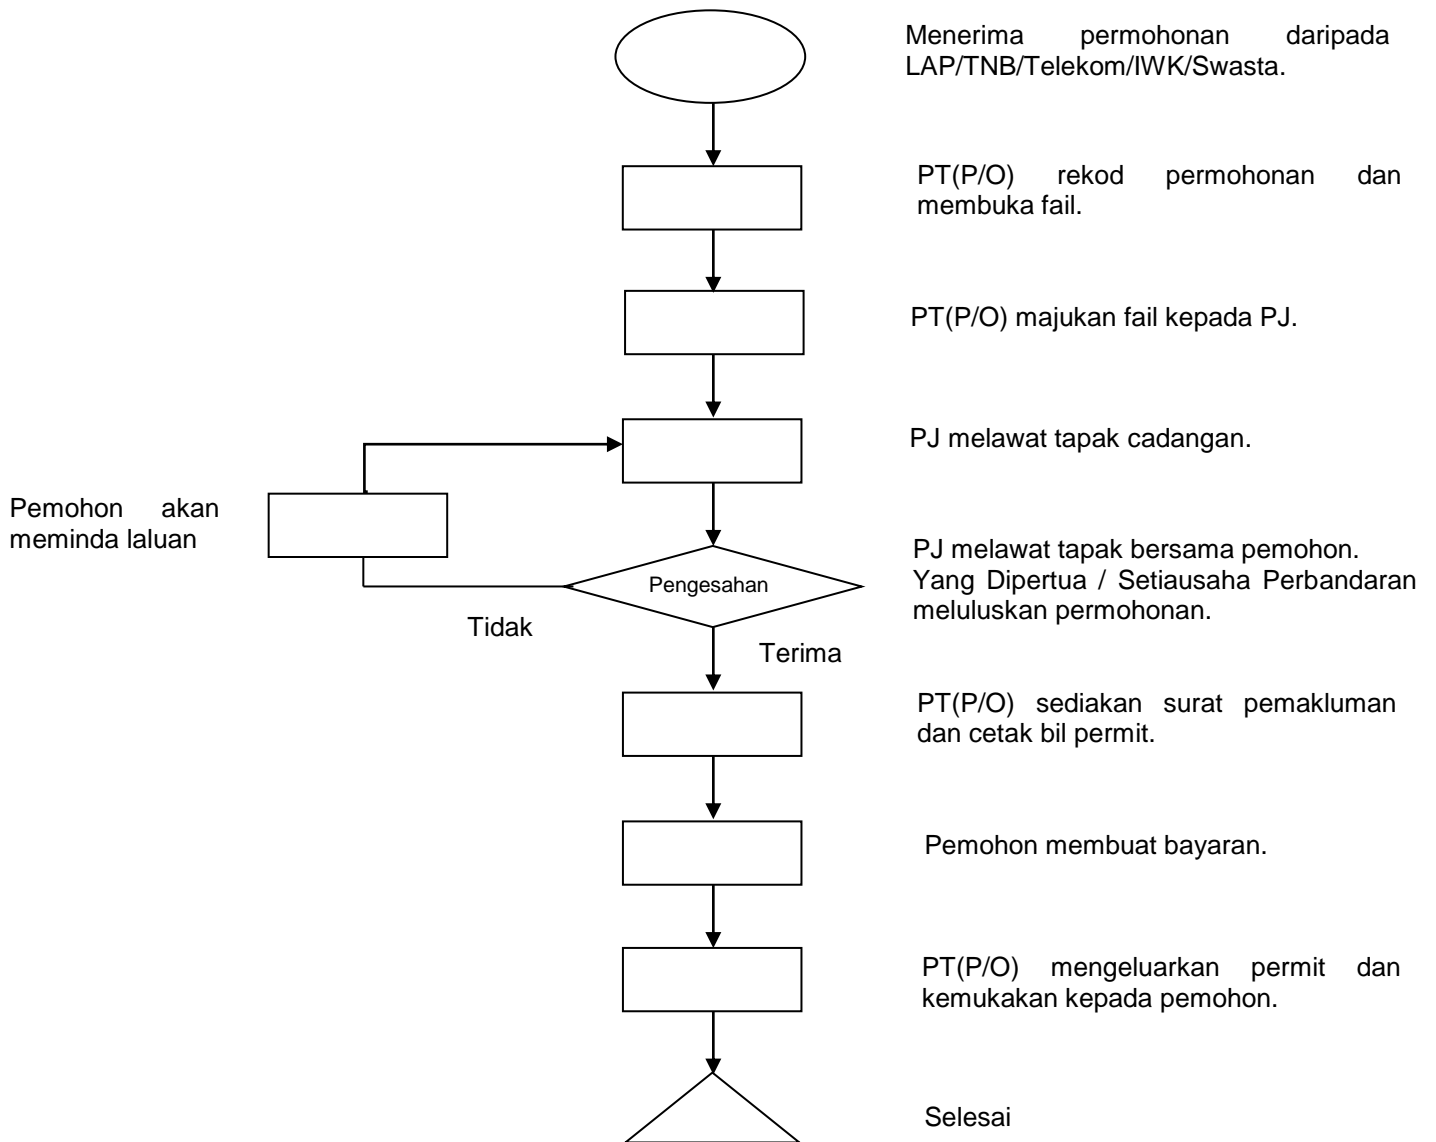 Menerima permohonan daripada
LAP/TNB/Telekom/IWK/Swasta.
PT(P/O) rekod permohonan dan
membuka fail.
PT(P/O) majukan fail kepada PJ.
PJ melawat tapak cadangan.
Pemohon akan
meminda laluan
PJ melawat tapak bersama pemohon.
Yang Dipertua / Setiausaha Perbandaran
meluluskan permohonan.
Pengesahan
Tidak
Terima
PT(P/O) sediakan surat pemakluman
dan cetak bil permit.
Pemohon membuat bayaran.
PT(P/O) mengeluarkan permit dan
kemukakan kepada pemohon.
Selesai